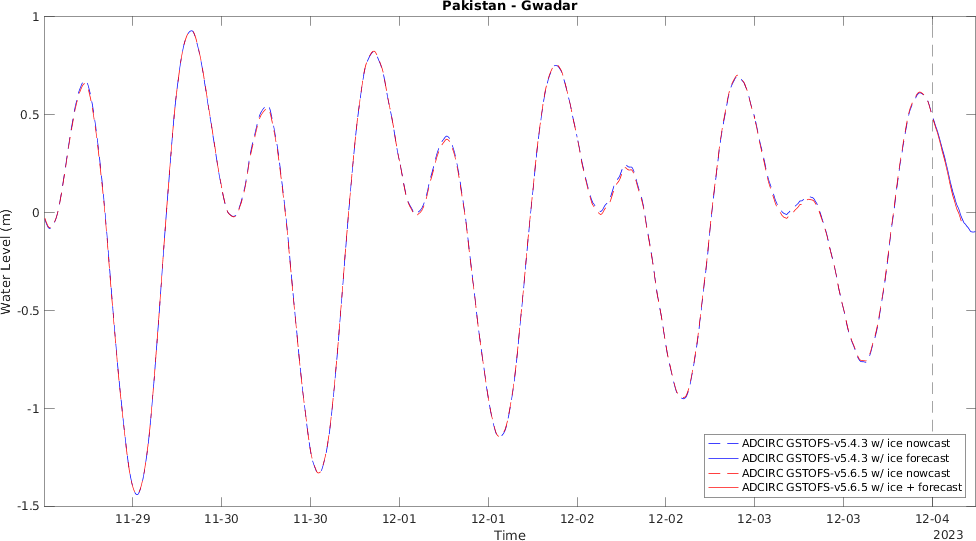 Pakistan - Gwadar
1
0.5
0
-0.5
-1
-1.5
Water Level (m)
11-29
11-30
11-30
12-01
12-01
12-02
12-02
12-03
12-03
12-04
2023
Time
ADCIRC GSTOFS-v5.4.3 w/ ice nowcast
ADCIRC GSTOFS-v5.4.3 w/ ice forecast
ADCIRC GSTOFS-v5.6.5 w/ ice nowcast
ADCIRC GSTOFS-v5.6.5 w/ ice + forecast